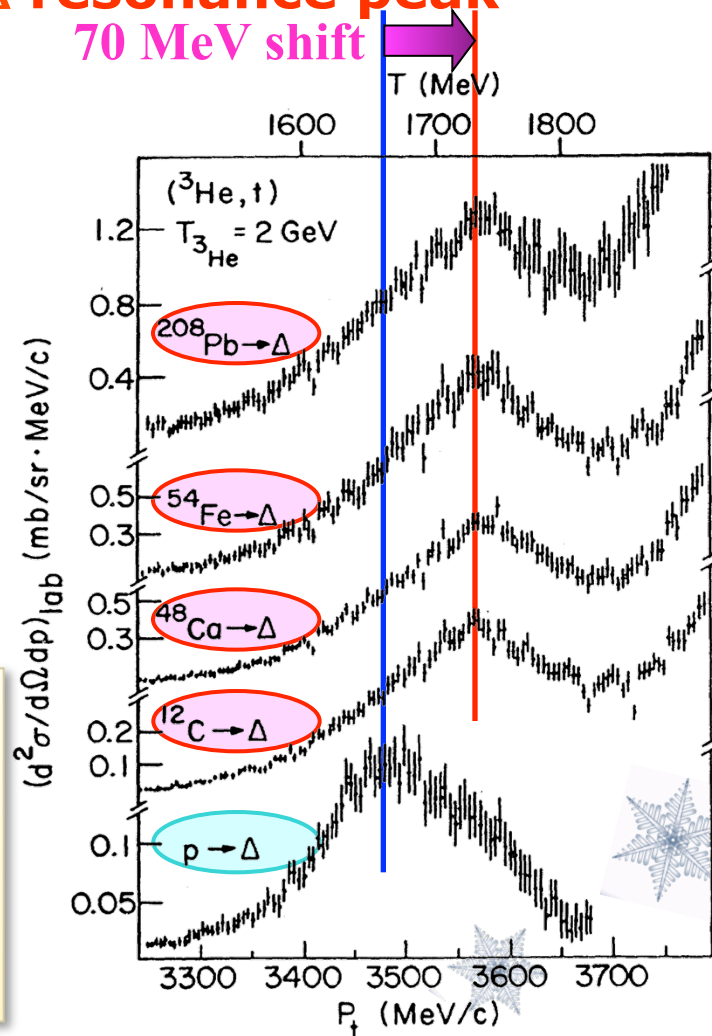 resonance peak
70 MeV shift
T (MeV)
1600 1700 1800
(³He, t)
T³He = 2 GeV
1.2
0.8
0.4
²⁰⁸Pb→Δ
0.5
0.3
⁵⁴Fe→Δ
0.5
0.3
⁴⁸Ca→Δ
0.2
0.1
¹²C→Δ
0.1
0.05
p→Δ
(d²σ/dΩdp)lab (mb/sr·MeV/c)
3300 3400 3500 3600 3700
Pt (MeV/c)